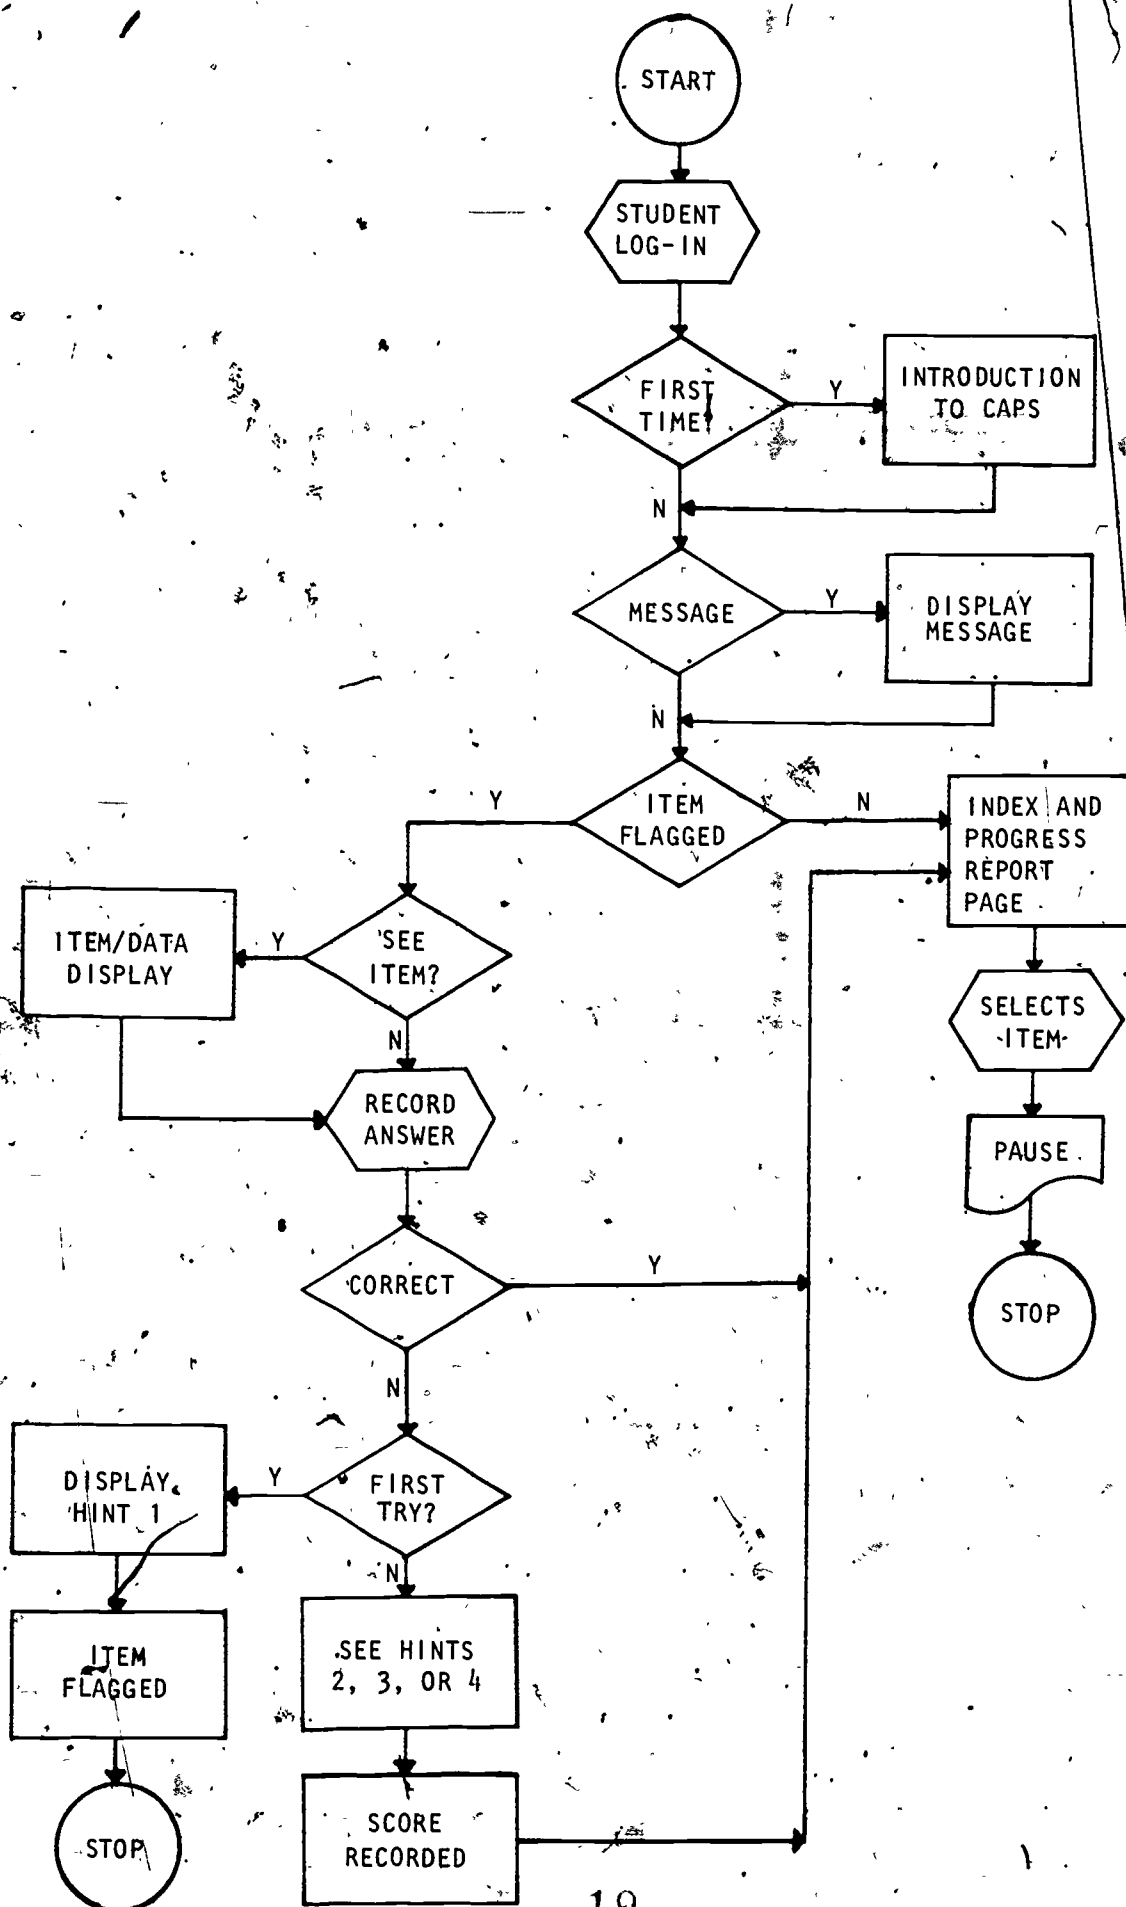 START
STUDENT
LOG-IN
FIRST
TIME?
Y
INTRODUCTION
TO CAPS
N
MESSAGE
Y
DISPLAY
MESSAGE
N
ITEM
FLAGGED
Y
N
INDEX AND
PROGRESS
REPORT
PAGE
SEE
ITEM?
Y
ITEM/DATA
DISPLAY
N
SELECTS
ITEM
RECORD
ANSWER
PAUSE
CORRECT
Y
STOP
N
FIRST
TRY?
Y
DISPLAY
HINT 1
N
ITEM
FLAGGED
SEE HINTS
2, 3, OR 4
STOP
SCORE
RECORDED
19